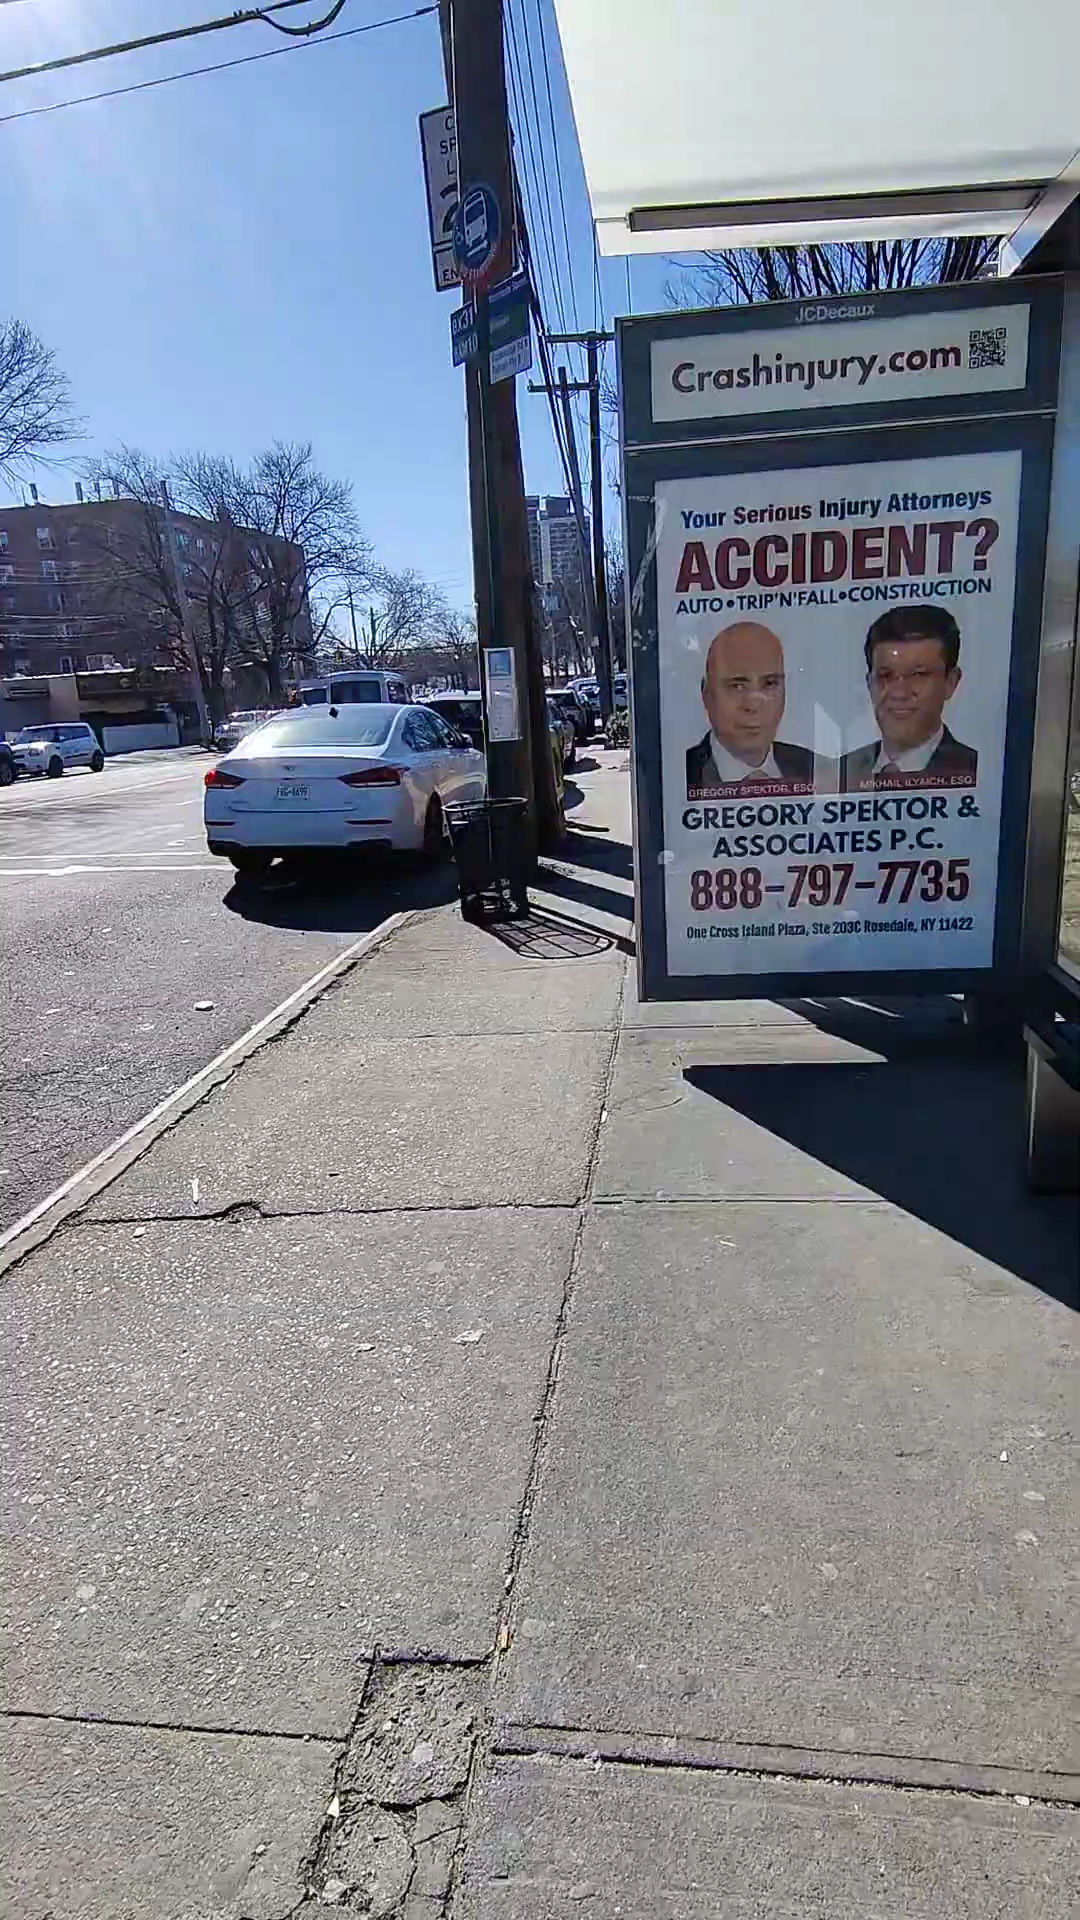 BX31
JCDecaux
Crashinjury.com
Your Serious Injury Attorneys
ACCIDENT?
AUTO•TRIP'N'FALL•CONSTRUCTION
GREGORY SPEKTOR, ESQ
MIKHAIL ILYAICH, ESQ.
GREGORY SPEKTOR &
ASSOCIATES P.C.
888-797-7735
One Cross Island Plaza, Ste 203C Rosedale, NY 11422